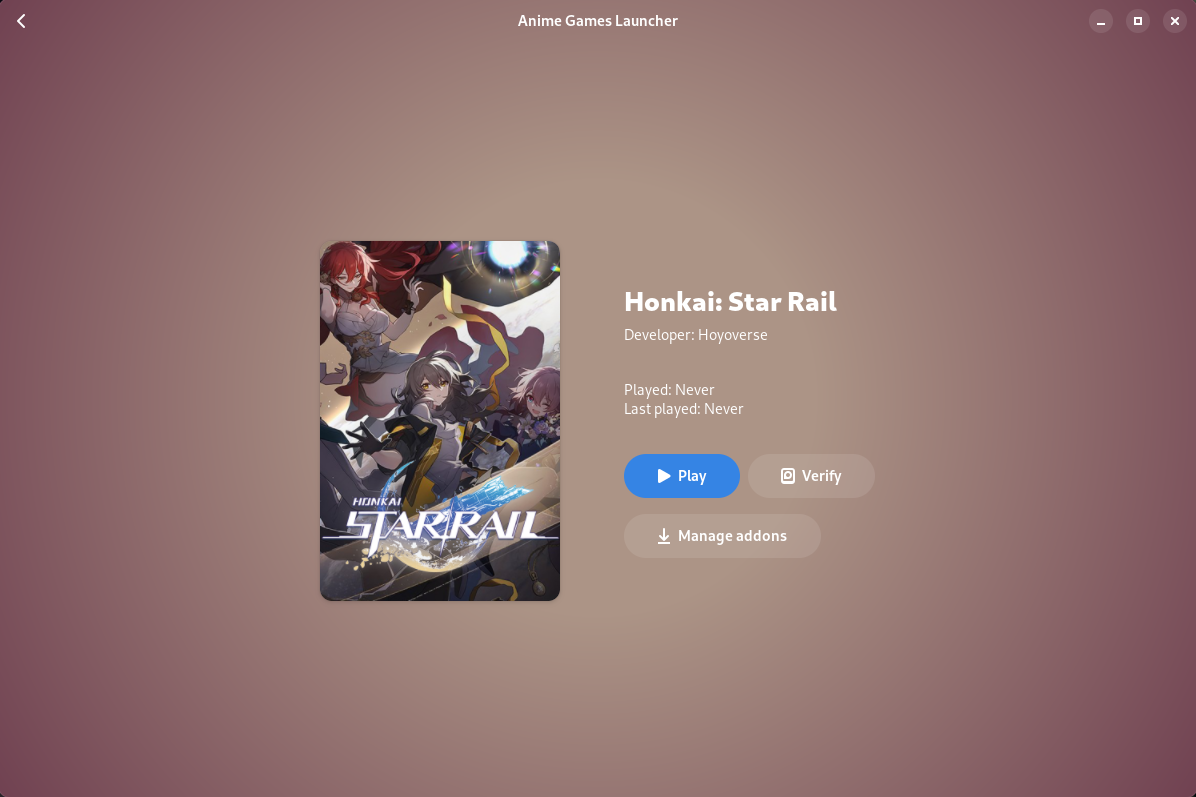 Anime Games Launcher
HONKAI
STAR RAIL
Honkai: Star Rail
Developer: Hoyoverse
Played: Never
Last played: Never
Play
Verify
Manage addons